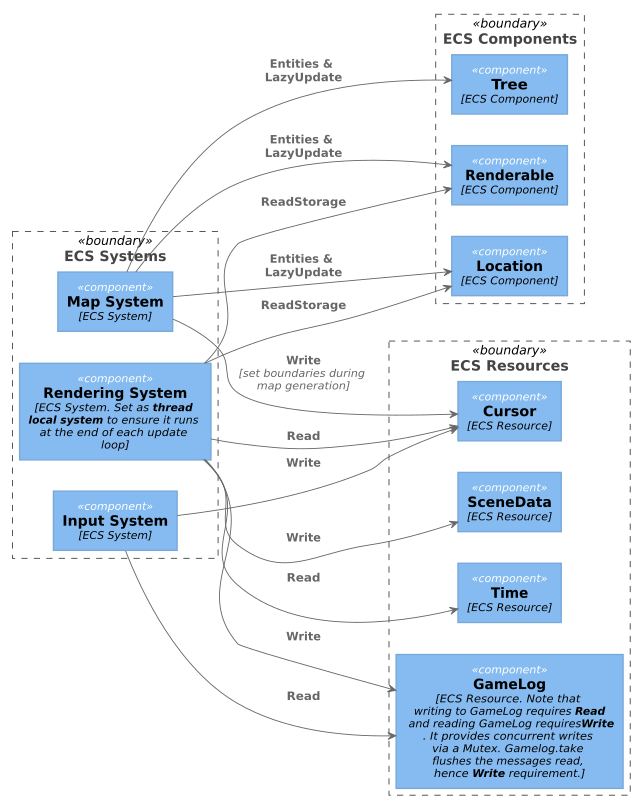 «boundary»
ECS Components
«component»
Tree
[ECS Component]
«component»
Renderable
[ECS Component]
«component»
Location
[ECS Component]
Entities &
LazyUpdate
Entities &
LazyUpdate
ReadStorage
Entities &
LazyUpdate
ReadStorage
«boundary»
ECS Systems
«component»
Map System
[ECS System]
«component»
Rendering System
[ECS System. Set as thread
local system to ensure it runs
at the end of each update
loop]
«component»
Input System
[ECS System]
Write
[set boundaries during
map generation]
Read
Write
Write
Read
Write
Read
«boundary»
ECS Resources
«component»
Cursor
[ECS Resource]
«component»
SceneData
[ECS Resource]
«component»
Time
[ECS Resource]
«component»
GameLog
[ECS Resource. Note that
writing to GameLog requires Read
and reading GameLog requiresWrite
. It provides concurrent writes
via a Mutex. Gamelog.take
flushes the messages read,
hence Write requirement.]